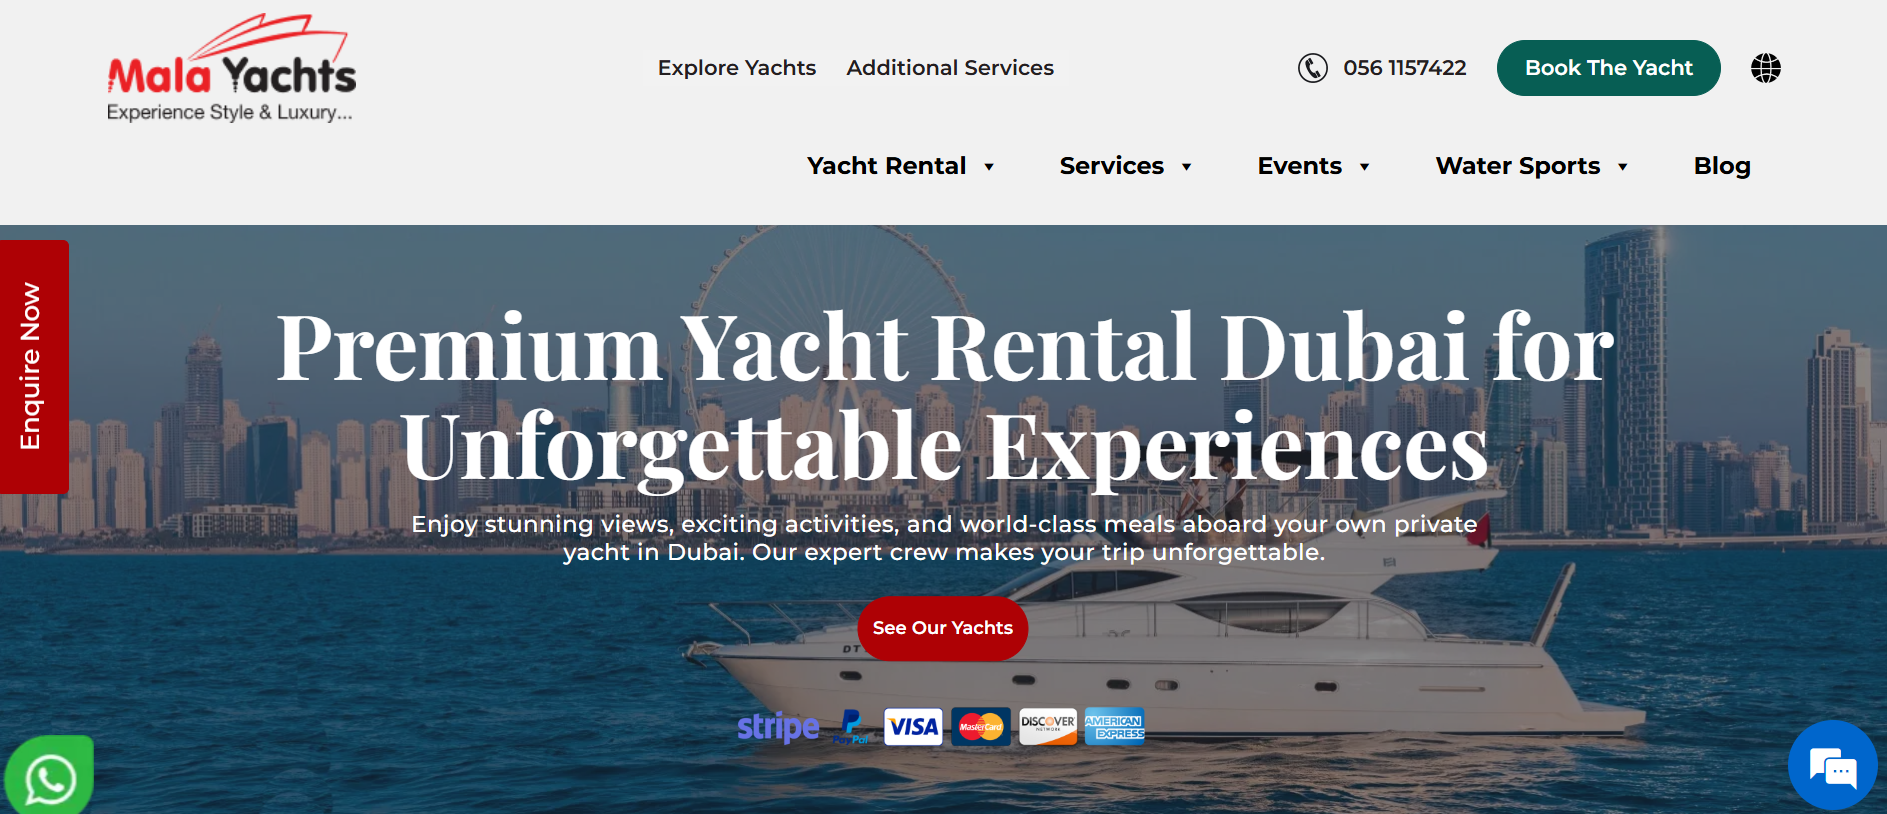 Mala Yachts
Experience Style & Luxury...
Explore Yachts
Additional Services
056 1157422
Book The Yacht
Yacht Rental
Services
Events
Water Sports
Blog
Enquire Now
Premium Yacht Rental Dubai for
Unforgettable Experiences
Enjoy stunning views, exciting activities, and world-class meals aboard your own private
yacht in Dubai. Our expert crew makes your trip unforgettable.
See Our Yachts
DT
stripe
PayPal
VISA
MasterCard
DISCOVER
NETWORK
AMERICAN
EXPRESS